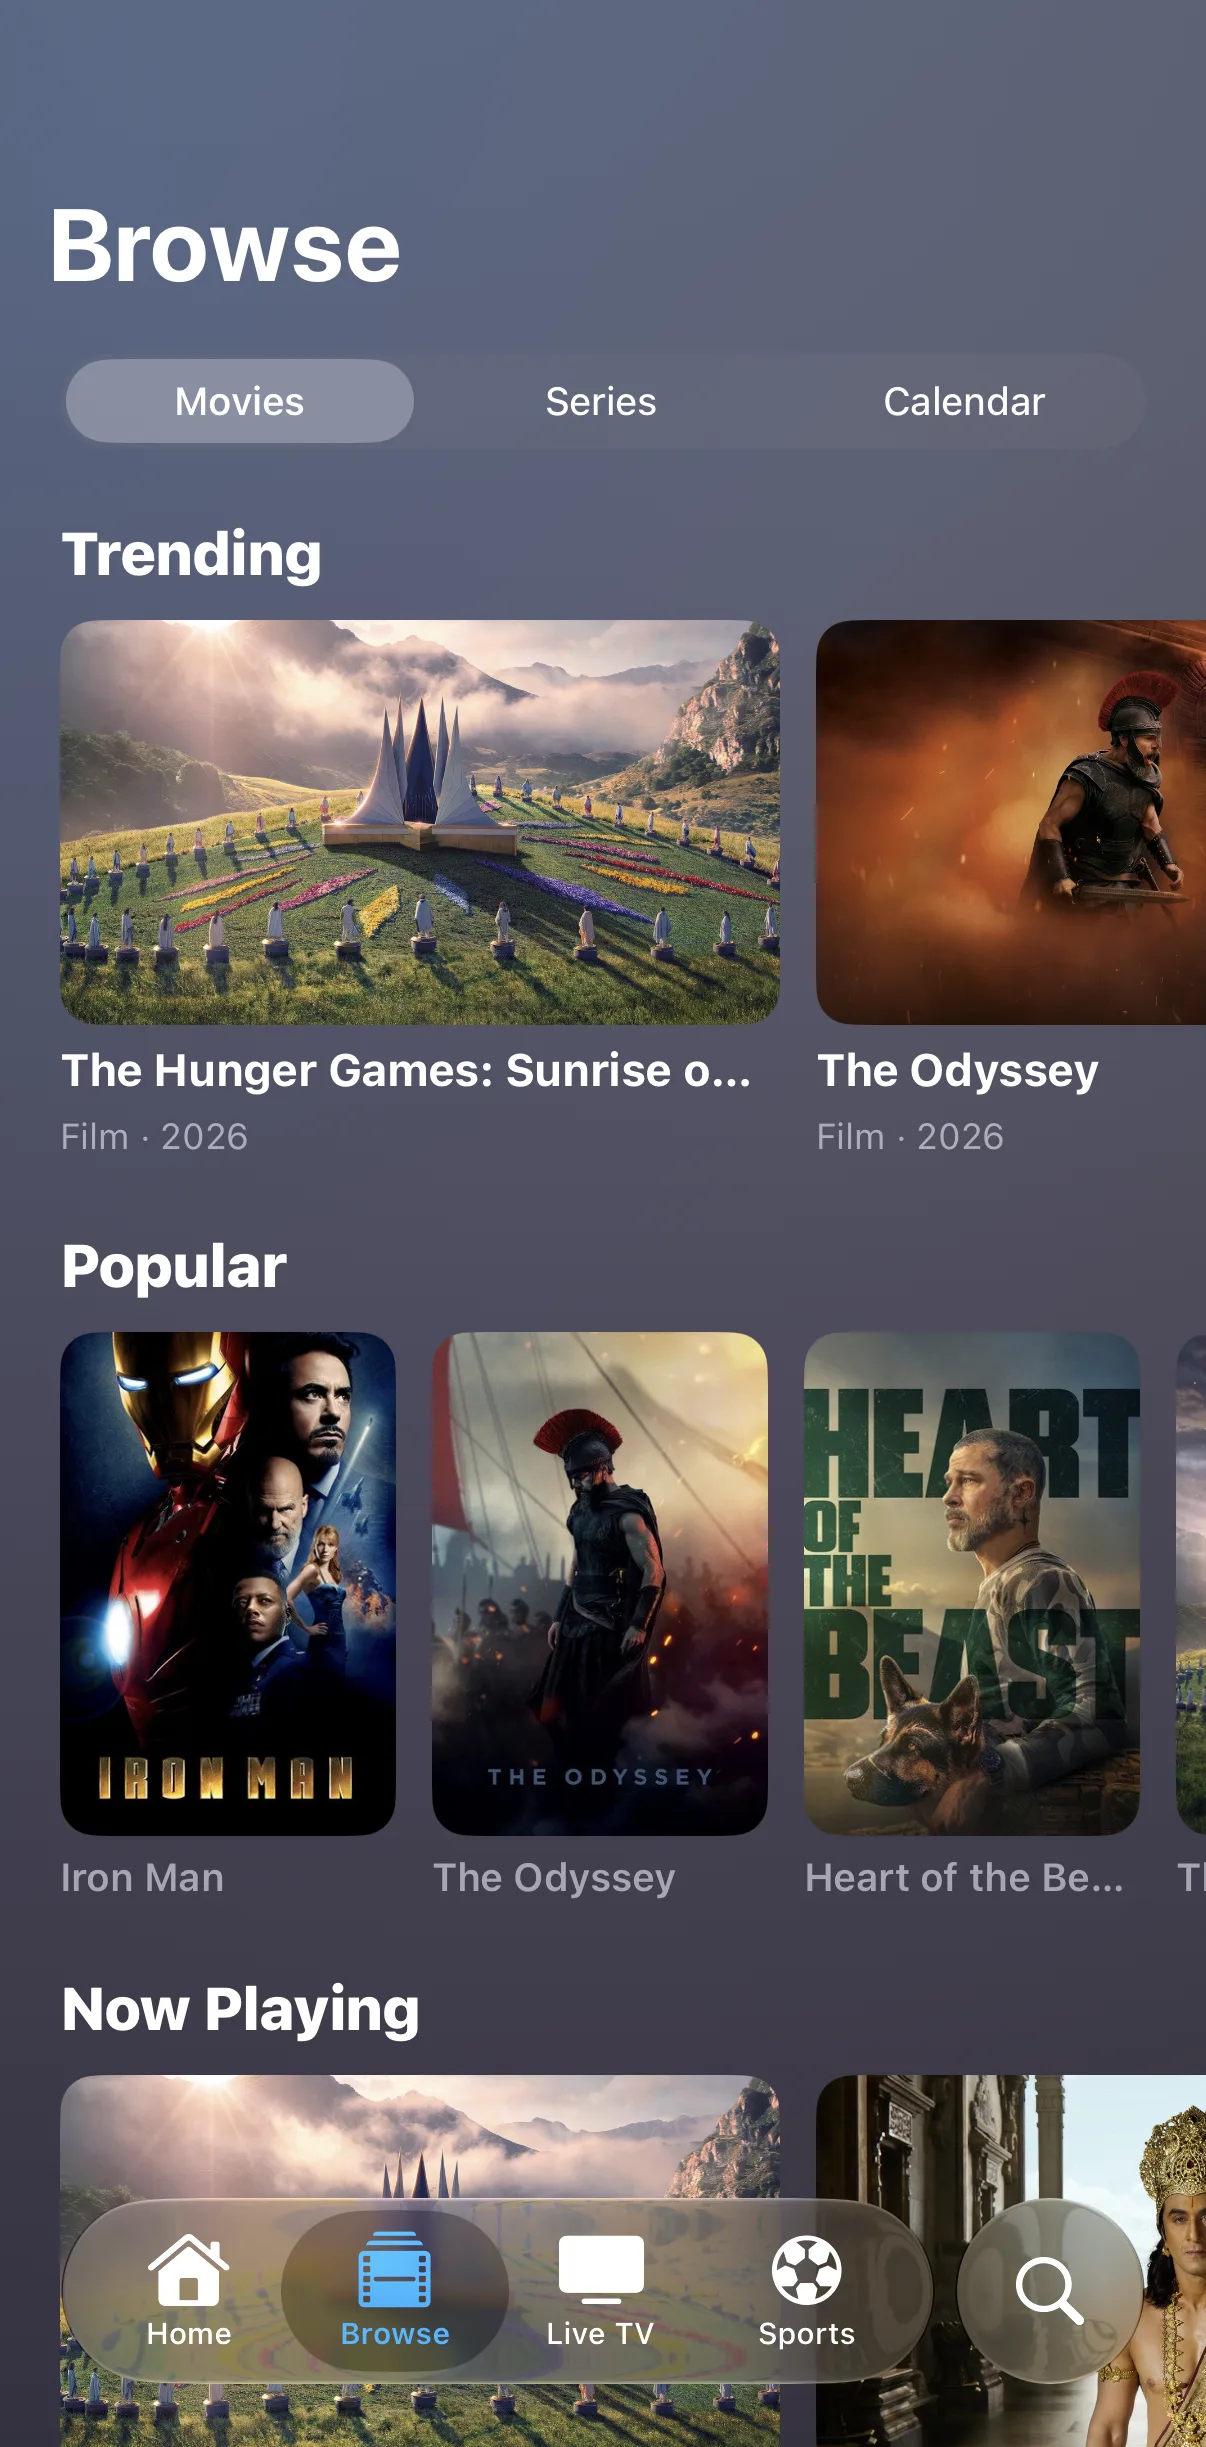 Browse
Movies Series Calendar
Trending
The Hunger Games: Sunrise o... The Odyssey
Film · 2026 Film · 2026
Popular
HEART
OF
THE
BEAST
IRON MAN
THE ODYSSEY
Iron Man The Odyssey Heart of the Be...
Now Playing
Home Browse Live TV Sports